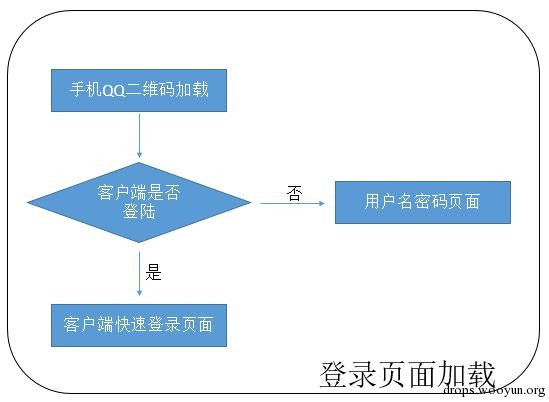 手机QQ二维码加载
客户端是否
登陆
否
用户名密码页面
是
客户端快速登录页面
登录页面加载
drops.wooyun.org